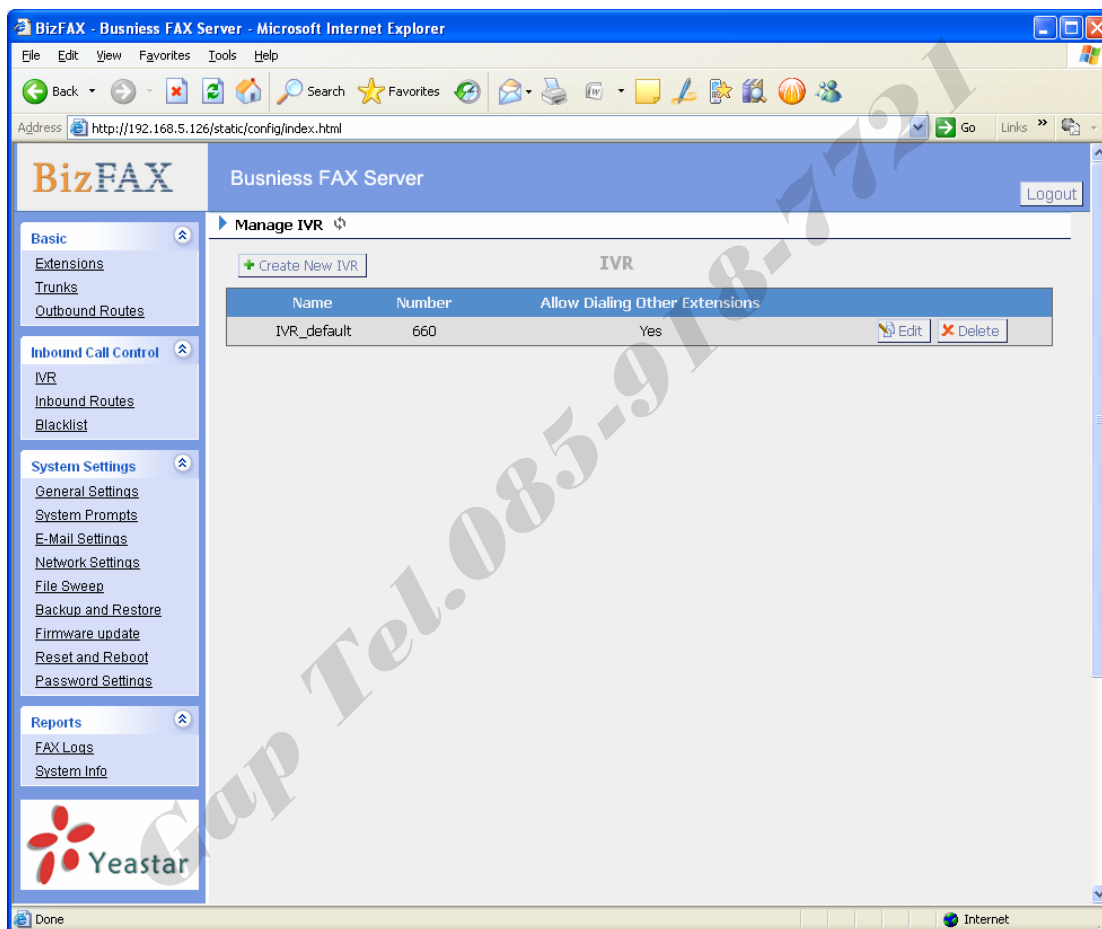 BizFAX - Busniess FAX Server - Microsoft Internet Explorer
File Edit View Favorites Tools Help
Back Search Favorites
Address http://192.168.5.126/static/config/index.html Go Links »
BizFAX
Busniess FAX Server
Logout
Basic
Extensions
Trunks
Outbound Routes
Inbound Call Control
IVR
Inbound Routes
Blacklist
System Settings
General Settings
System Prompts
E-Mail Settings
Network Settings
File Sweep
Backup and Restore
Firmware update
Reset and Reboot
Password Settings
Reports
FAX Logs
System Info
Yeastar
Manage IVR
Create New IVR IVR
Name Number Allow Dialing Other Extensions
IVR_default 660 Yes Edit Delete
Gap Tel.085-918-7721
Done Internet